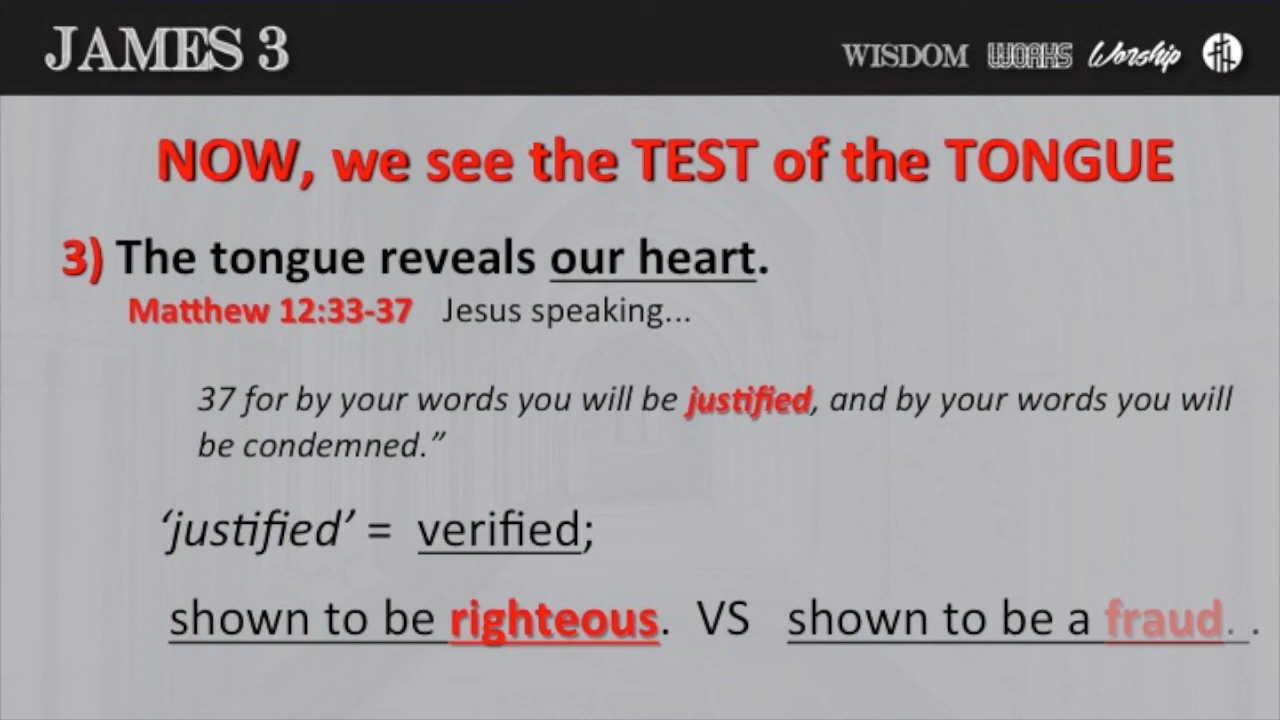 JAMES 3
WISDOM WORKS Worship
NOW, we see the TEST of the TONGUE
3) The tongue reveals our heart.
Matthew 12:33-37 Jesus speaking...
37 for by your words you will be justified, and by your words you will
be condemned.”
‘justified’ = verified;
shown to be righteous. VS shown to be a fraud. .